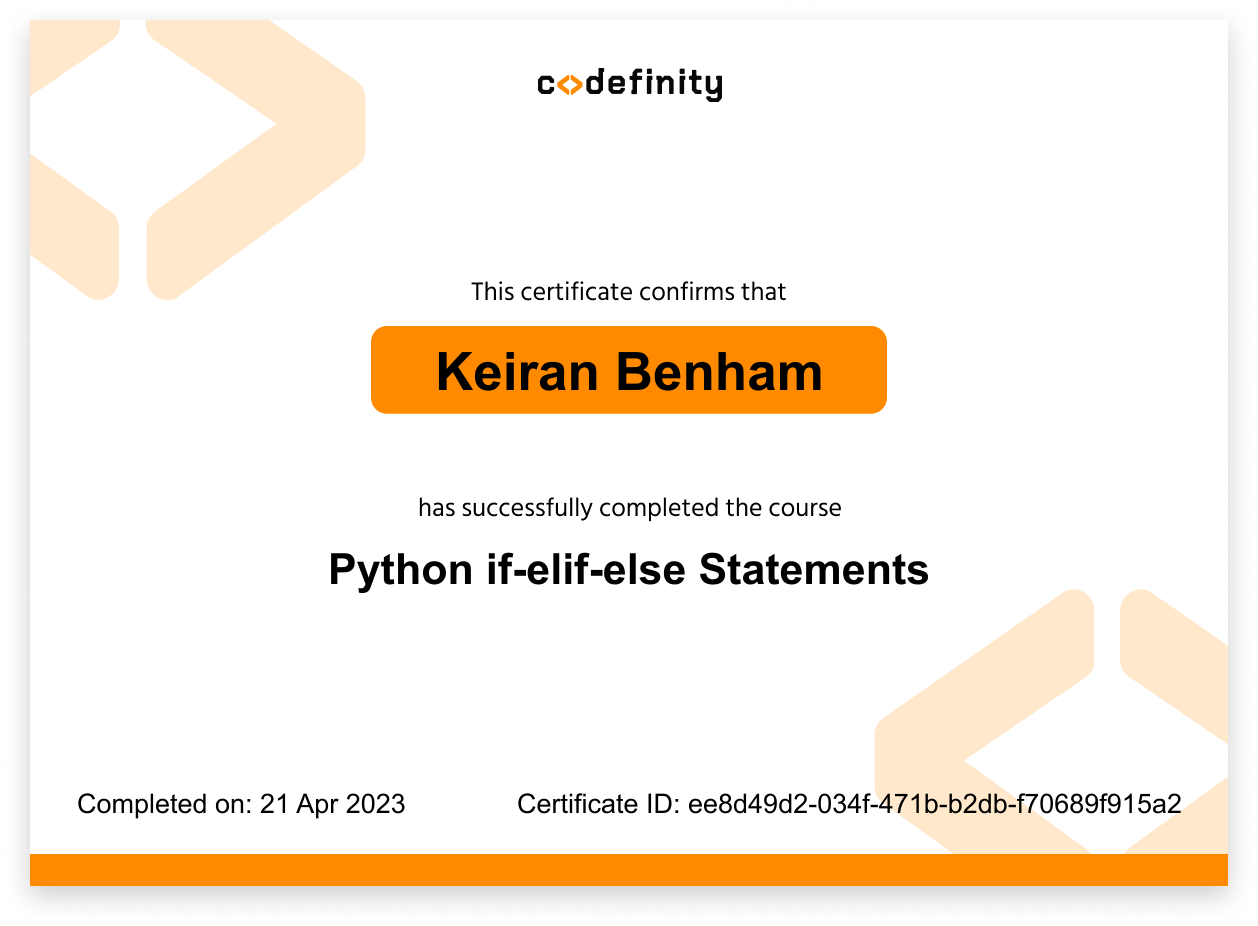 codefinity
This certificate confirms that
Keiran Benham
has successfully completed the course
Python if-elif-else Statements
Completed on: 21 Apr 2023
Certificate ID: ee8d49d2-034f-471b-b2db-f70689f915a2